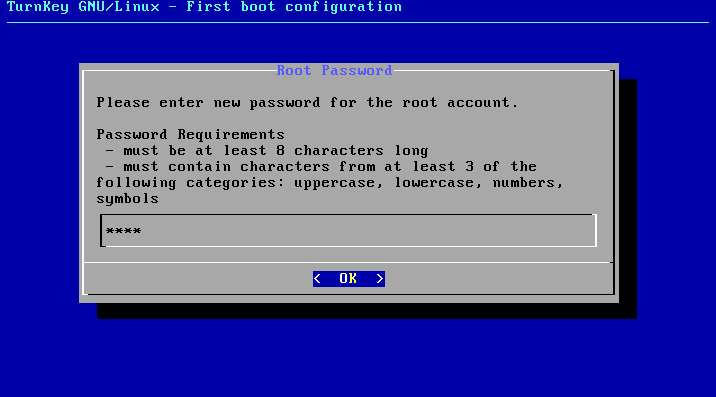 TurnKey GNU/Linux - First boot configuration
Root Password
Please enter new password for the root account.
Password Requirements
- must be at least 8 characters long
- must contain characters from at least 3 of the
following categories: uppercase, lowercase, numbers,
symbols
****
< OK >